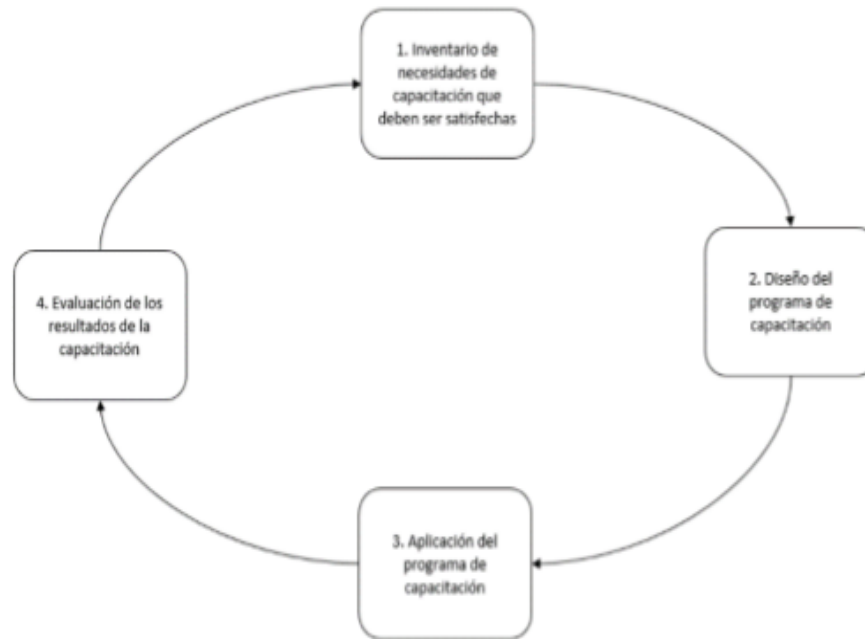 1. Inventario de
necesidades de
capacitación que
deben ser satisfechas
2. Diseño del
programa de
capacitación
3. Aplicación del
programa de
capacitación
4. Evaluación de los
resultados de la
capacitación